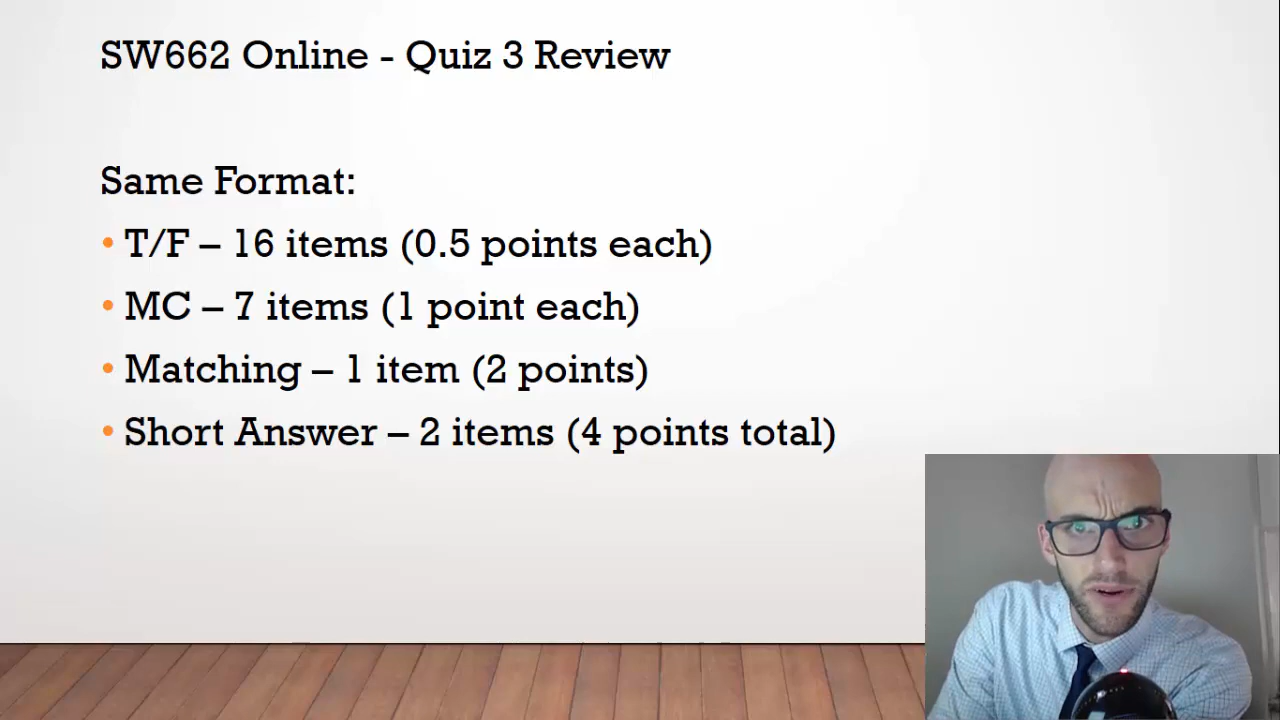 SW662 Online - Quiz 3 Review
Same Format:
• T/F – 16 items (0.5 points each)
• MC – 7 items (1 point each)
• Matching – 1 item (2 points)
• Short Answer – 2 items (4 points total)